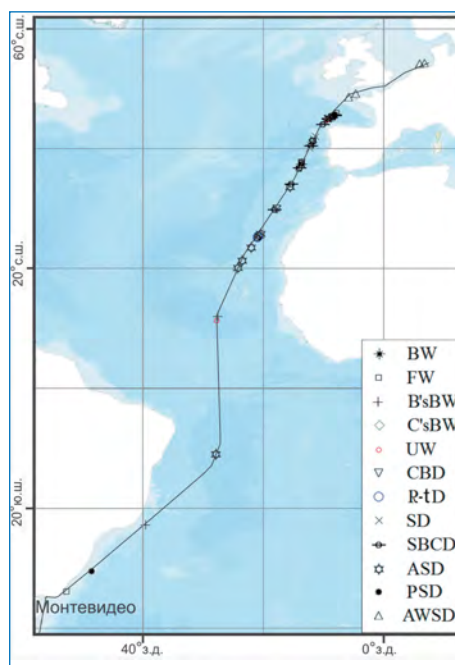 60°с.ш.
20°с.ш.
20°ю.ш.
BW
FW
B'sBW
C'sBW
UW
CBD
R-tD
SD
SBCD
ASD
PSD
AWSD
Монтевидео
40°з.д.
0°з.д.